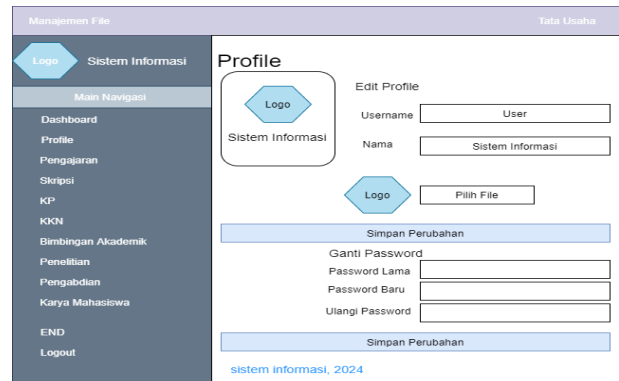 Manajemen File
Tata Usaha
Logo
Sistem Informasi
Main Navigasi
Dashboard
Profile
Pengajaran
Skripsi
KP
KKN
Bimbingan Akademik
Penelitian
Pengabdian
Karya Mahasiswa
END
Logout
Profile
Logo
Sistem Informasi
Edit Profile
Username User
Nama Sistem Informasi
Logo Pilih File
Simpan Perubahan
Ganti Password
Password Lama
Password Baru
Ulangi Password
Simpan Perubahan
sistem informasi, 2024